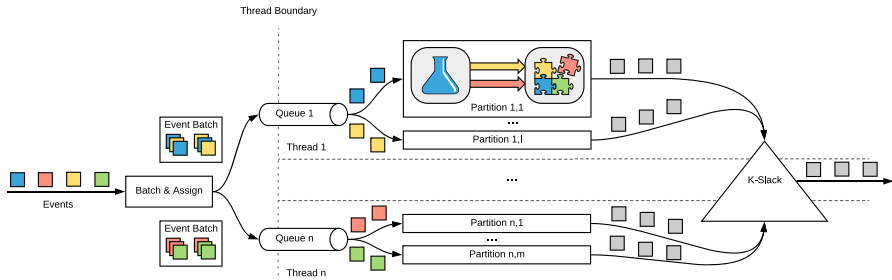 Thread Boundary
Event Batch
Queue 1
Thread 1
Partition 1,1
...
Partition 1,l
Events
Batch & Assign
...
K-Slack
Event Batch
Queue n
Thread n
Partition n,1
...
Partition n,m